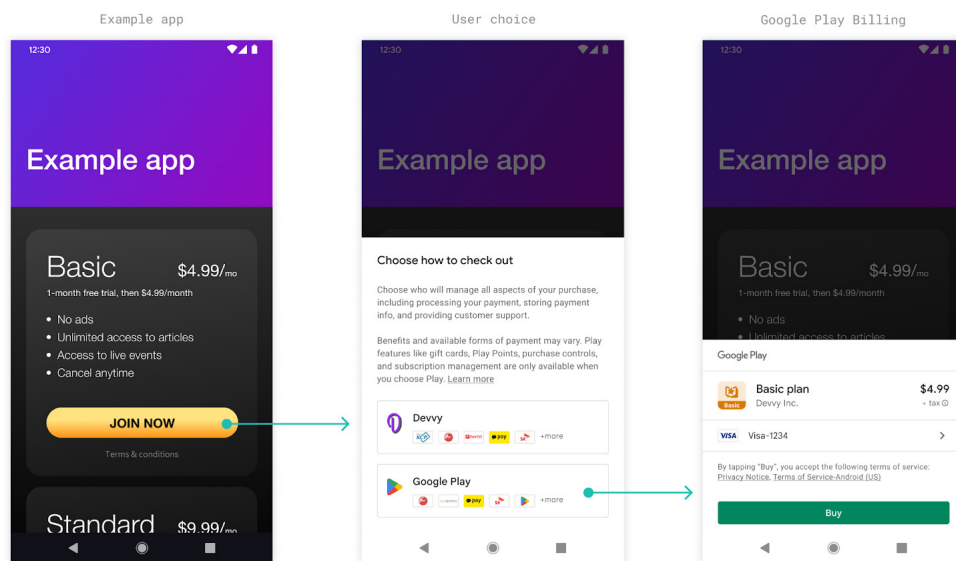 Example app
User choice
Google Play Billing
12:30
Example app
Basic
$4.99/mo
1-month free trial, then $4.99/month
• No ads
• Unlimited access to articles
• Access to live events
• Cancel anytime
JOIN NOW
Terms & conditions
Standard
$9.99/mo
12:30
Example app
Choose how to check out
Choose who will manage all aspects of your purchase,
including processing your payment, storing payment
info, and providing customer support.
Benefits and available forms of payment may vary. Play
features like gift cards, Play Points, purchase controls,
and subscription management are only available when
you choose Play. Learn more
Devvy
pay
+more
Google Play
pay
+more
12:30
Example app
Basic
$4.99/mo
1-month free trial, then $4.99/month
• No ads
• Unlimited access to articles
Google Play
Basic
Basic plan
$4.99
Devvy Inc.
+ tax
VISA
Visa-1234
By tapping "Buy", you accept the following terms of service:
Privacy Notice, Terms of Service-Android (US)
Buy